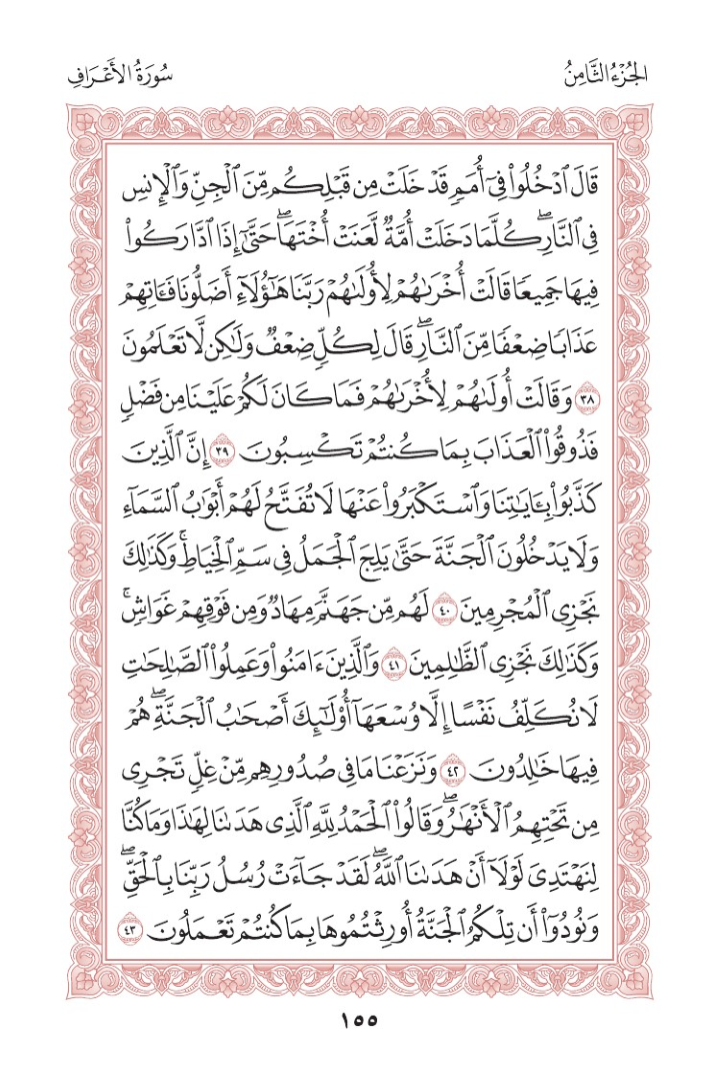 الجُزْءُ الثَّامِنُ
سُورَةُ الأَعْرَافِ
قَالَ ٱدْخُلُوا۟ فِىٓ أُمَمٍ قَدْ خَلَتْ مِن قَبْلِكُم مِّنَ ٱلْجِنِّ وَٱلْإِنسِ
فِى ٱلنَّارِ ۖ كُلَّمَا دَخَلَتْ أُمَّةٌ لَّعَنَتْ أُخْتَهَا ۖ حَتَّىٰٓ إِذَا ٱدَّارَكُوا۟
فِيهَا جَمِيعًا قَالَتْ أُخْرَىٰهُمْ لِأُولَىٰهُمْ رَبَّنَا هَـٰٓؤُلَآءِ أَضَلُّونَا فَـَٔاتِهِمْ
عَذَابًا ضِعْفًا مِّنَ ٱلنَّارِ ۖ قَالَ لِكُلٍّ ضِعْفٌ وَلَـٰكِن لَّا تَعْلَمُونَ
٣٨ وَقَالَتْ أُولَىٰهُمْ لِأُخْرَىٰهُمْ فَمَا كَانَ لَكُمْ عَلَيْنَا مِن فَضْلٍ
فَذُوقُوا۟ ٱلْعَذَابَ بِمَا كُنتُمْ تَكْسِبُونَ ٣٩ إِنَّ ٱلَّذِينَ
كَذَّبُوا۟ بِـَٔايَـٰتِنَا وَٱسْتَكْبَرُوا۟ عَنْهَا لَا تُفَتَّحُ لَهُمْ أَبْوَٰبُ ٱلسَّمَآءِ
وَلَا يَدْخُلُونَ ٱلْجَنَّةَ حَتَّىٰ يَلِجَ ٱلْجَمَلُ فِى سَمِّ ٱلْخِيَاطِ ۚ وَكَذَٰلِكَ
نَجْزِى ٱلْمُجْرِمِينَ ٤٠ لَهُم مِّن جَهَنَّمَ مِهَادٌ وَمِن فَوْقِهِمْ غَوَاشٍ ۚ
وَكَذَٰلِكَ نَجْزِى ٱلظَّـٰلِمِينَ ٤١ وَٱلَّذِينَ ءَامَنُوا۟ وَعَمِلُوا۟ ٱلصَّـٰلِحَـٰتِ
لَا نُكَلِّفُ نَفْسًا إِلَّا وُسْعَهَآ أُو۟لَـٰٓئِكَ أَصْحَـٰبُ ٱلْجَنَّةِ ۖ هُمْ
فِيهَا خَـٰلِدُونَ ٤٢ وَنَزَعْنَا مَا فِى صُدُورِهِم مِّنْ غِلٍّ تَجْرِى
مِن تَحْتِهِمُ ٱلْأَنْهَـٰرُ ۖ وَقَالُوا۟ ٱلْحَمْدُ لِلَّهِ ٱلَّذِى هَدَىٰنَا لِهَـٰذَا وَمَا كُنَّا
لِنَهْتَدِىَ لَوْلَآ أَنْ هَدَىٰنَا ٱللَّهُ ۖ لَقَدْ جَآءَتْ رُسُلُ رَبِّنَا بِٱلْحَقِّ ۖ
وَنُودُوٓا۟ أَن تِلْكُمُ ٱلْجَنَّةُ أُورِثْتُمُوهَا بِمَا كُنتُمْ تَعْمَلُونَ ٤٣
١٥٥